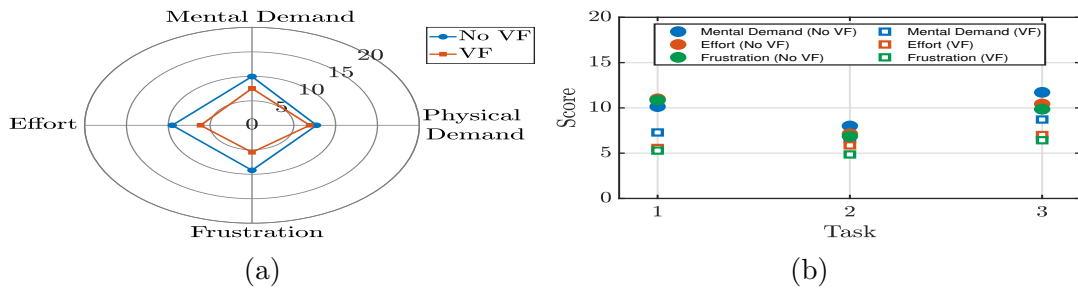 Mental Demand
No VF
VF
20
15
10
5
0
Effort
Physical
Demand
Frustration
(a)
20
15
10
5
0
Score
Mental Demand (No VF)
Effort (No VF)
Frustration (No VF)
Mental Demand (VF)
Effort (VF)
Frustration (VF)
1
2
3
Task
(b)